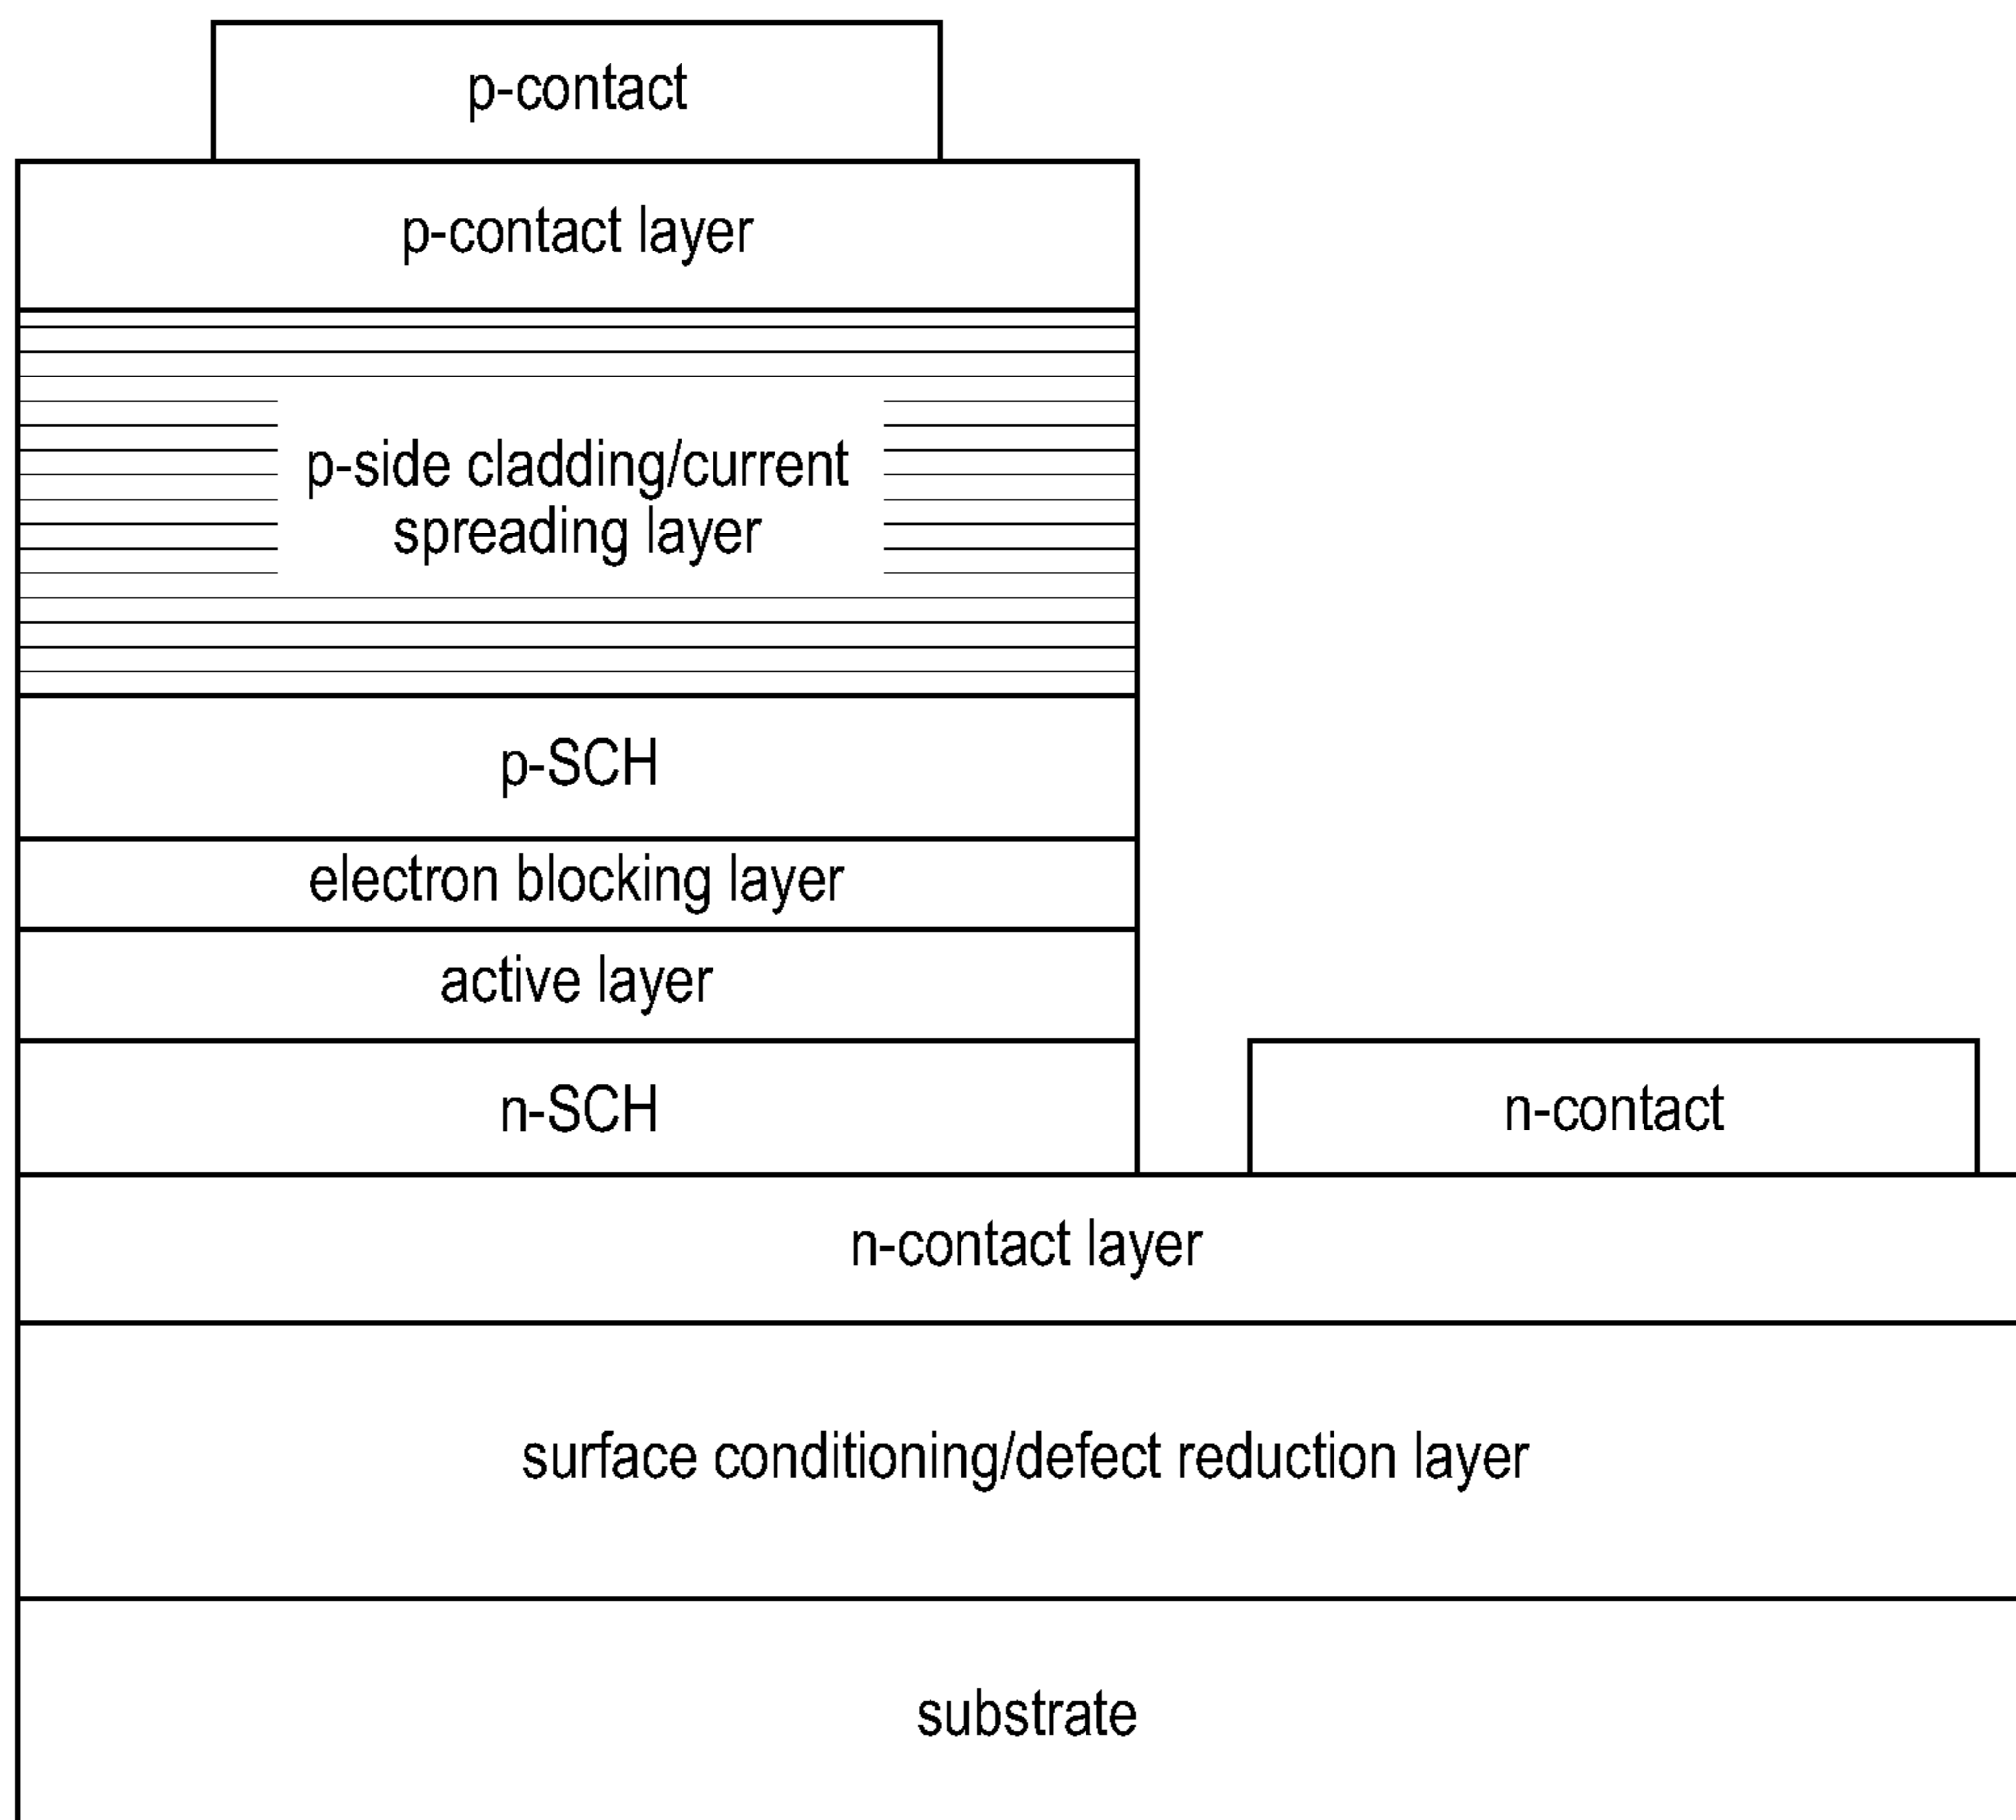 p-contact
p-contact layer
p-side cladding/current
spreading layer
p-SCH
electron blocking layer
active layer
n-SCH
n-contact
n-contact layer
surface conditioning/defect reduction layer
substrate